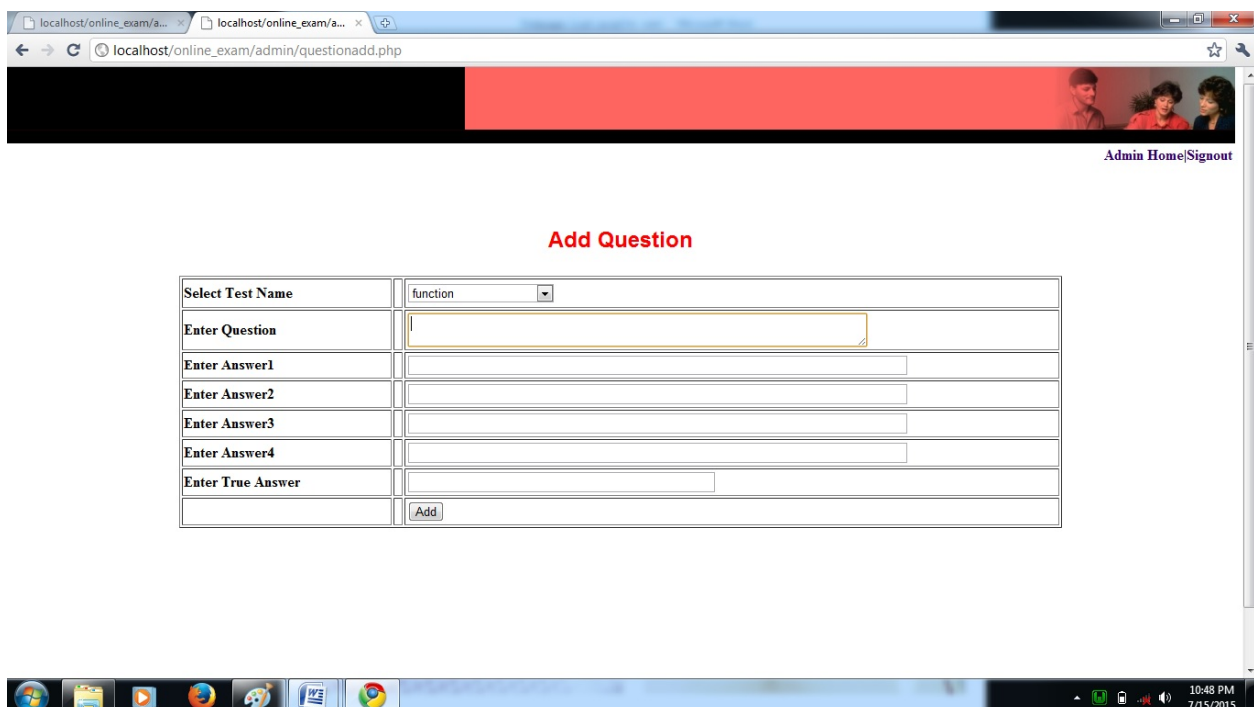 localhost/online_exam/a...
localhost/online_exam/a...
localhost/online_exam/admin/questionadd.php
Admin Home|Signout
Add Question
Select Test Name
function
Enter Question
Enter Answer1
Enter Answer2
Enter Answer3
Enter Answer4
Enter True Answer
Add
10:48 PM
7/15/2015